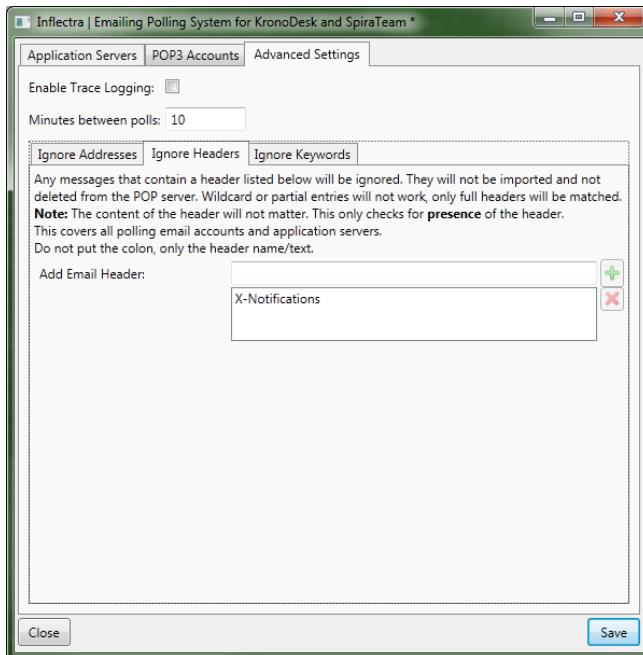 Inflectra | Emailing Polling System for KronoDesk and SpiraTeam *
Application Servers POP3 Accounts Advanced Settings
Enable Trace Logging:
Minutes between polls: 10
Ignore Addresses Ignore Headers Ignore Keywords
Any messages that contain a header listed below will be ignored. They will not be imported and not
deleted from the POP server. Wildcard or partial entries will not work, only full headers will be matched.
Note: The content of the header will not matter. This only checks for presence of the header.
This covers all polling email accounts and application servers.
Do not put the colon, only the header name/text.
Add Email Header:
X-Notifications
Close Save